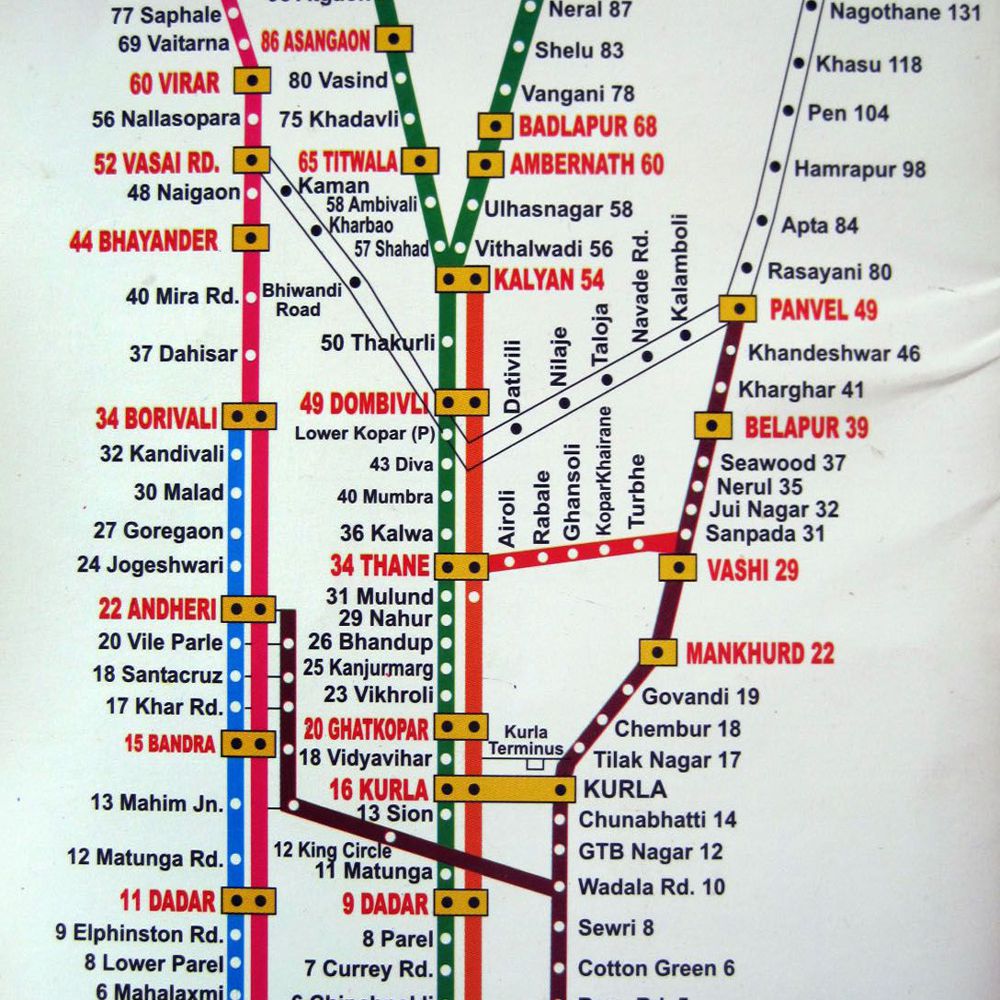 77 Saphale
69 Vaitarna
60 VIRAR
56 Nallasopara
52 VASAI RD.
48 Naigaon
44 BHAYANDER
40 Mira Rd.
37 Dahisar
34 BORIVALI
32 Kandivali
30 Malad
27 Goregaon
24 Jogeshwari
22 ANDHERI
20 Vile Parle
18 Santacruz
17 Khar Rd.
15 BANDRA
13 Mahim Jn.
12 Matunga Rd.
11 DADAR
9 Elphinston Rd.
8 Lower Parel
6 Mahalaxmi
Kaman
Kharbao
Bhiwandi
Road
86 ASANGAON
80 Vasind
75 Khadavli
65 TITWALA
58 Ambivali
57 Shahad
Neral 87
Shelu 83
Vangani 78
BADLAPUR 68
AMBERNATH 60
Ulhasnagar 58
Vithalwadi 56
KALYAN 54
50 Thakurli
49 DOMBIVLI
Lower Kopar (P)
43 Diva
40 Mumbra
36 Kalwa
34 THANE
31 Mulund
29 Nahur
26 Bhandup
25 Kanjurmarg
23 Vikhroli
20 GHATKOPAR
18 Vidyavihar
16 KURLA
13 Sion
12 King Circle
11 Matunga
9 DADAR
8 Parel
7 Currey Rd.
Dativili
Nilaje
Taloja
Navade Rd.
Kalamboli
Airoli
Rabale
Ghansoli
KoparKhairane
Turbhe
Nagothane 131
Khasu 118
Pen 104
Hamrapur 98
Apta 84
Rasayani 80
PANVEL 49
Khandeshwar 46
Kharghar 41
BELAPUR 39
Seawood 37
Nerul 35
Jui Nagar 32
Sanpada 31
VASHI 29
MANKHURD 22
Govandi 19
Chembur 18
Tilak Nagar 17
Kurla
Terminus
KURLA
Chunabhatti 14
GTB Nagar 12
Wadala Rd. 10
Sewri 8
Cotton Green 6